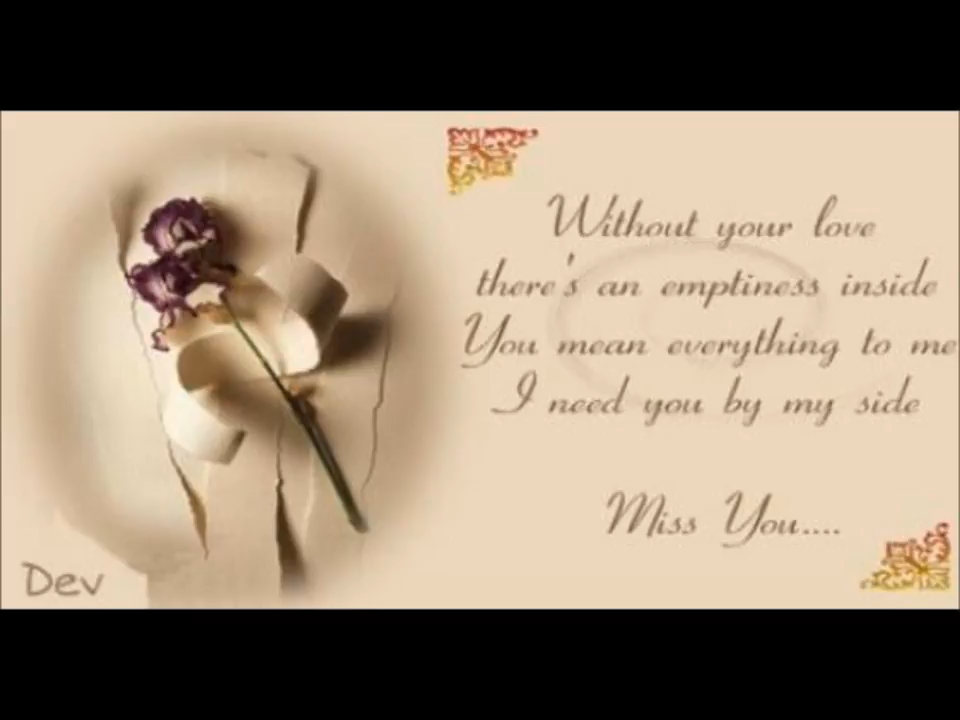 Without your love
there's an emptiness inside
You mean everything to me
I need you by my side
Miss You....
Dev